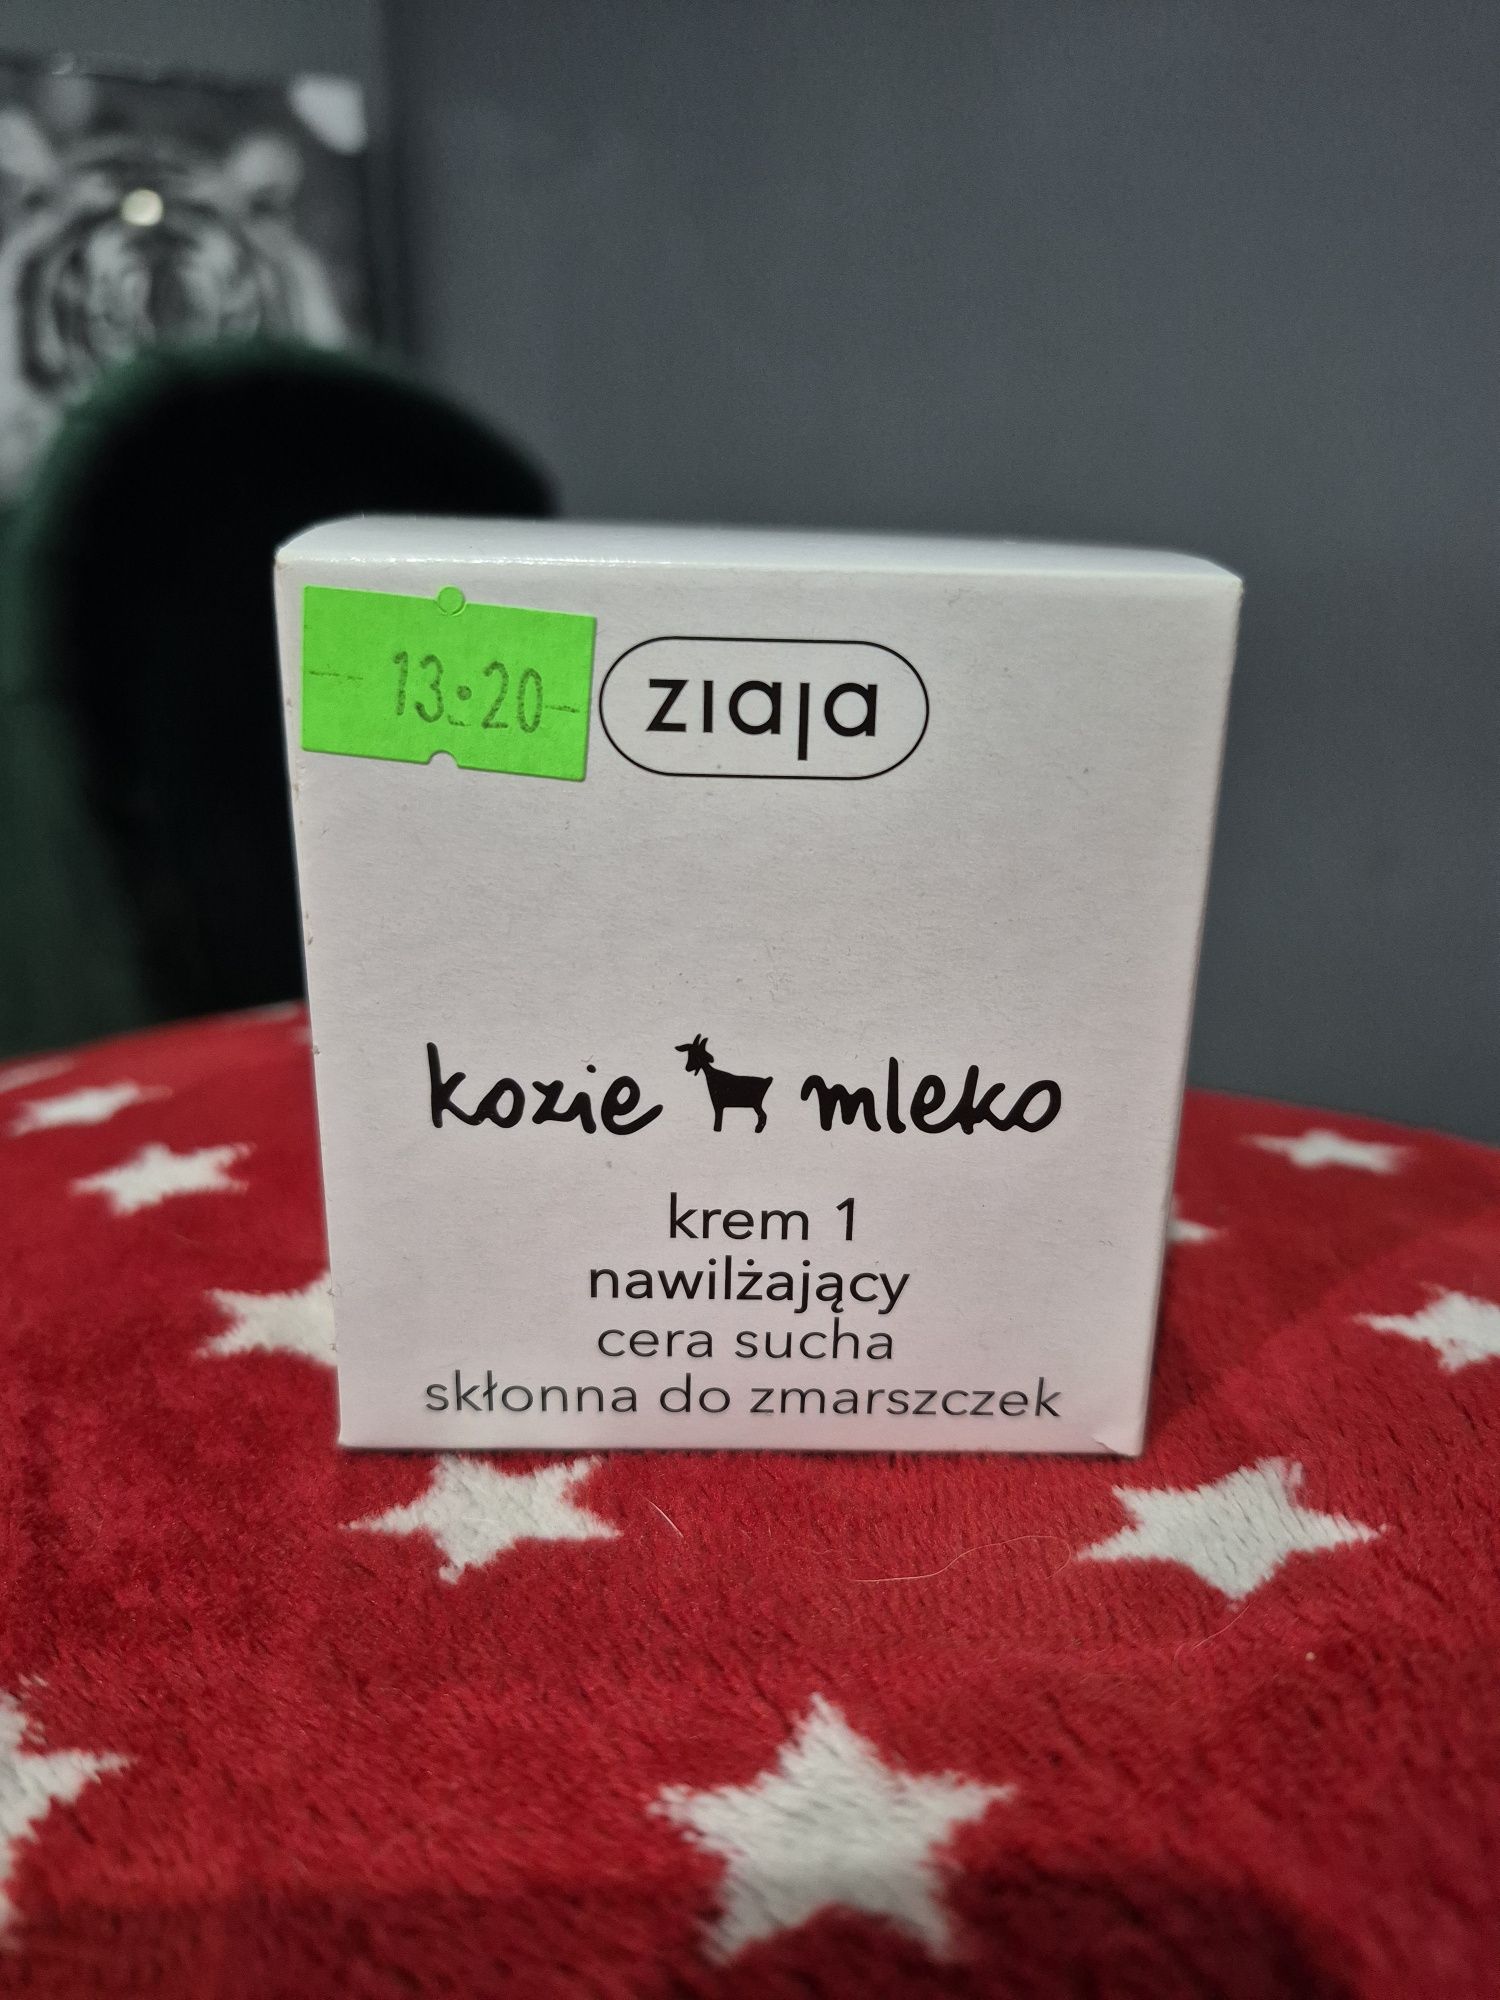 13.20
ziaja
kozie mleko
krem 1
nawilżający
cera sucha
skłonna do zmarszczek